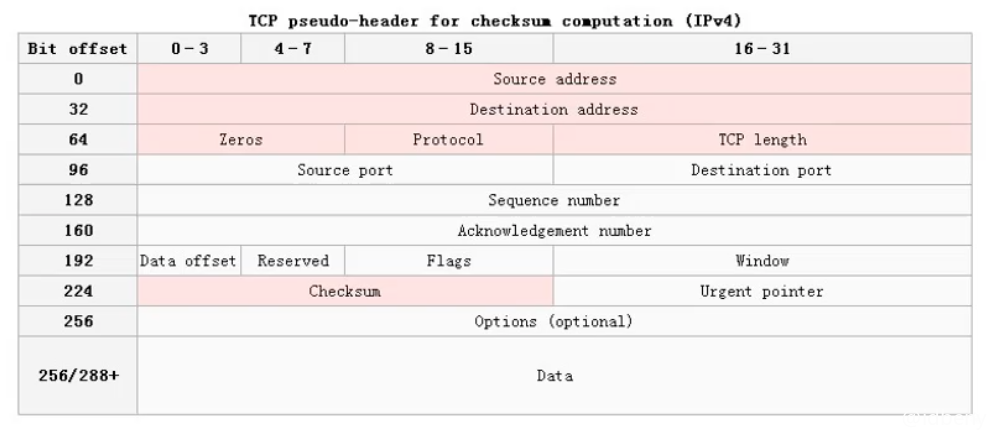 TCP pseudo-header for checksum computation (IPv4)
Bit offset 0-3 4-7 8-15 16-31
0 Source address
32 Destination address
64 Zeros Protocol TCP length
96 Source port Destination port
128 Sequence number
160 Acknowledgement number
192 Data offset Reserved Flags Window
224 Checksum Urgent pointer
256 Options (optional)
256/288+ Data